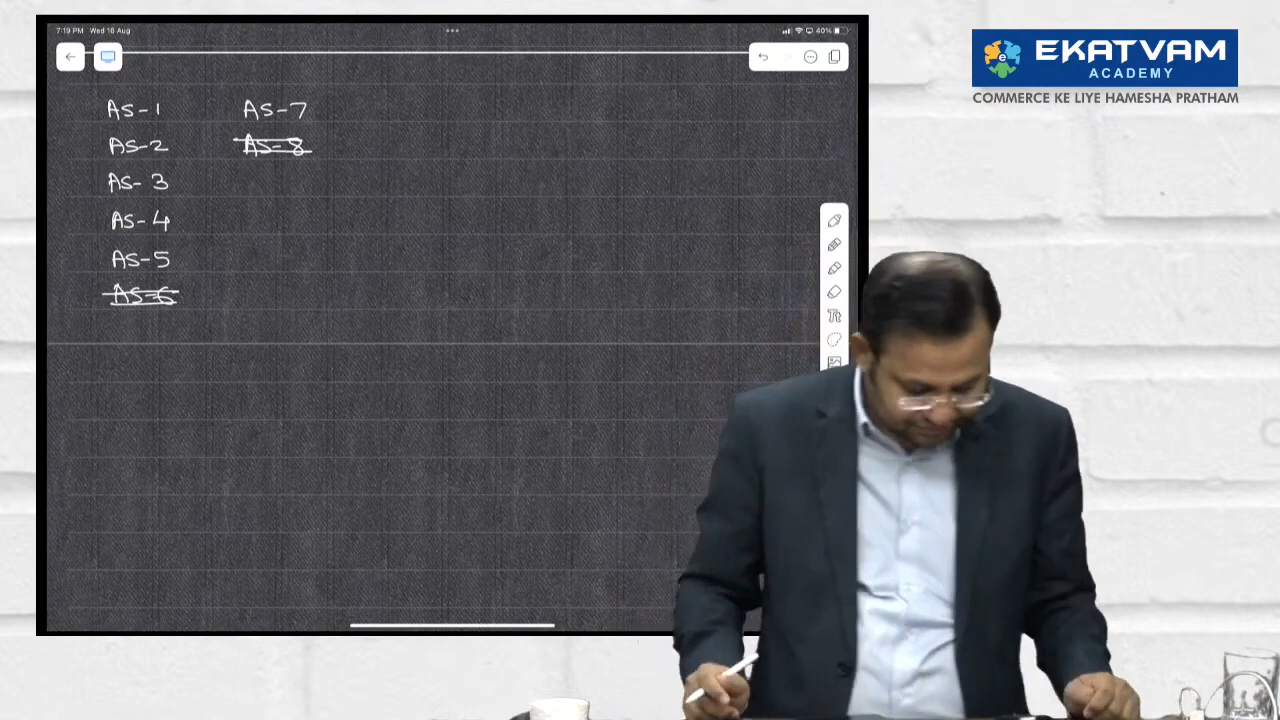 7:19 PM Wed 16 Aug
40%
AS-1
AS-2
AS-3
AS-4
AS-5
AS-6
AS-7
AS-8
EKATVAM
ACADEMY
COMMERCE KE LIYE HAMESHA PRATHAM